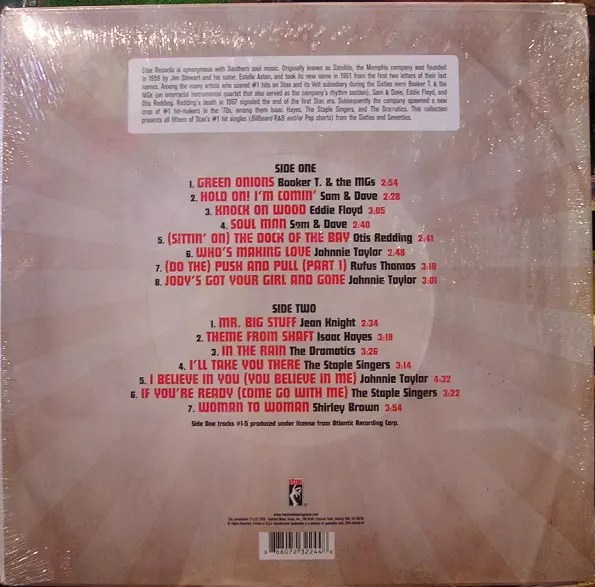 Stax Records is synonymous with Southern soul music. Originally known as Satellite, the Memphis company was founded
in 1959 by Jim Stewart and his sister, Estelle Axton, and took its new name in 1961 from the first two letters of their last
names. Among the many artists who scored #1 hits on Stax and its Volt subsidiary during the Sixties were Booker T. & the
MGs (an interracial instrumental quartet that also served as the company's rhythm section), Sam & Dave, Eddie Floyd, and
Otis Redding. Redding's death in 1967 signaled the end of the first Stax era. Subsequently the company spawned a new
crop of #1 hit-makers in the '70s, among them Isaac Hayes, The Staple Singers, and The Dramatics. This collection
presents all fifteen of Stax's #1 hit singles (Billboard R&B and/or Pop charts) from the Sixties and Seventies.
SIDE ONE
1. GREEN ONIONS Booker T. & the MGs 2:54
2. HOLD ON! I'M COMIN' Sam & Dave 2:28
3. KNOCK ON WOOD Eddie Floyd 3:05
4. SOUL MAN Sam & Dave 2:40
5. (SITTIN' ON) THE DOCK OF THE BAY Otis Redding 2:41
6. WHO'S MAKING LOVE Johnnie Taylor 2:48
7. (DO THE) PUSH AND PULL (PART 1) Rufus Thomas 3:18
8. JODY'S GOT YOUR GIRL AND GONE Johnnie Taylor 3:01
SIDE TWO
1. MR. BIG STUFF Jean Knight 2:34
2. THEME FROM SHAFT Isaac Hayes 3:18
3. IN THE RAIN The Dramatics 3:26
4. I'LL TAKE YOU THERE The Staple Singers 3:14
5. I BELIEVE IN YOU (YOU BELIEVE IN ME) Johnnie Taylor 4:32
6. IF YOU'RE READY (COME GO WITH ME) The Staple Singers 3:22
7. WOMAN TO WOMAN Shirley Brown 3:54
Side One tracks #1-5 produced under license from Atlantic Recording Corp.
STAX
8 88072 32244 6